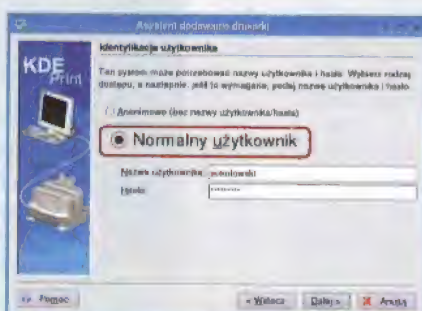 Asystent dodawania drukarki
Identyfikacja użytkownika
KDE
Print
Ten system może potrzebować nazwy użytkownika i hasła. Wybierz rodzaj
dostępu, a następnie, jeśli to wymagane, podaj nazwę użytkownika i hasło.
Anonimowo (bez nazwy użytkownika/hasła)
Normalny użytkownik
Nazwa użytkownika:
Hasło: ********
Pomoc
« Wstecz
Dalej »
Anuluj